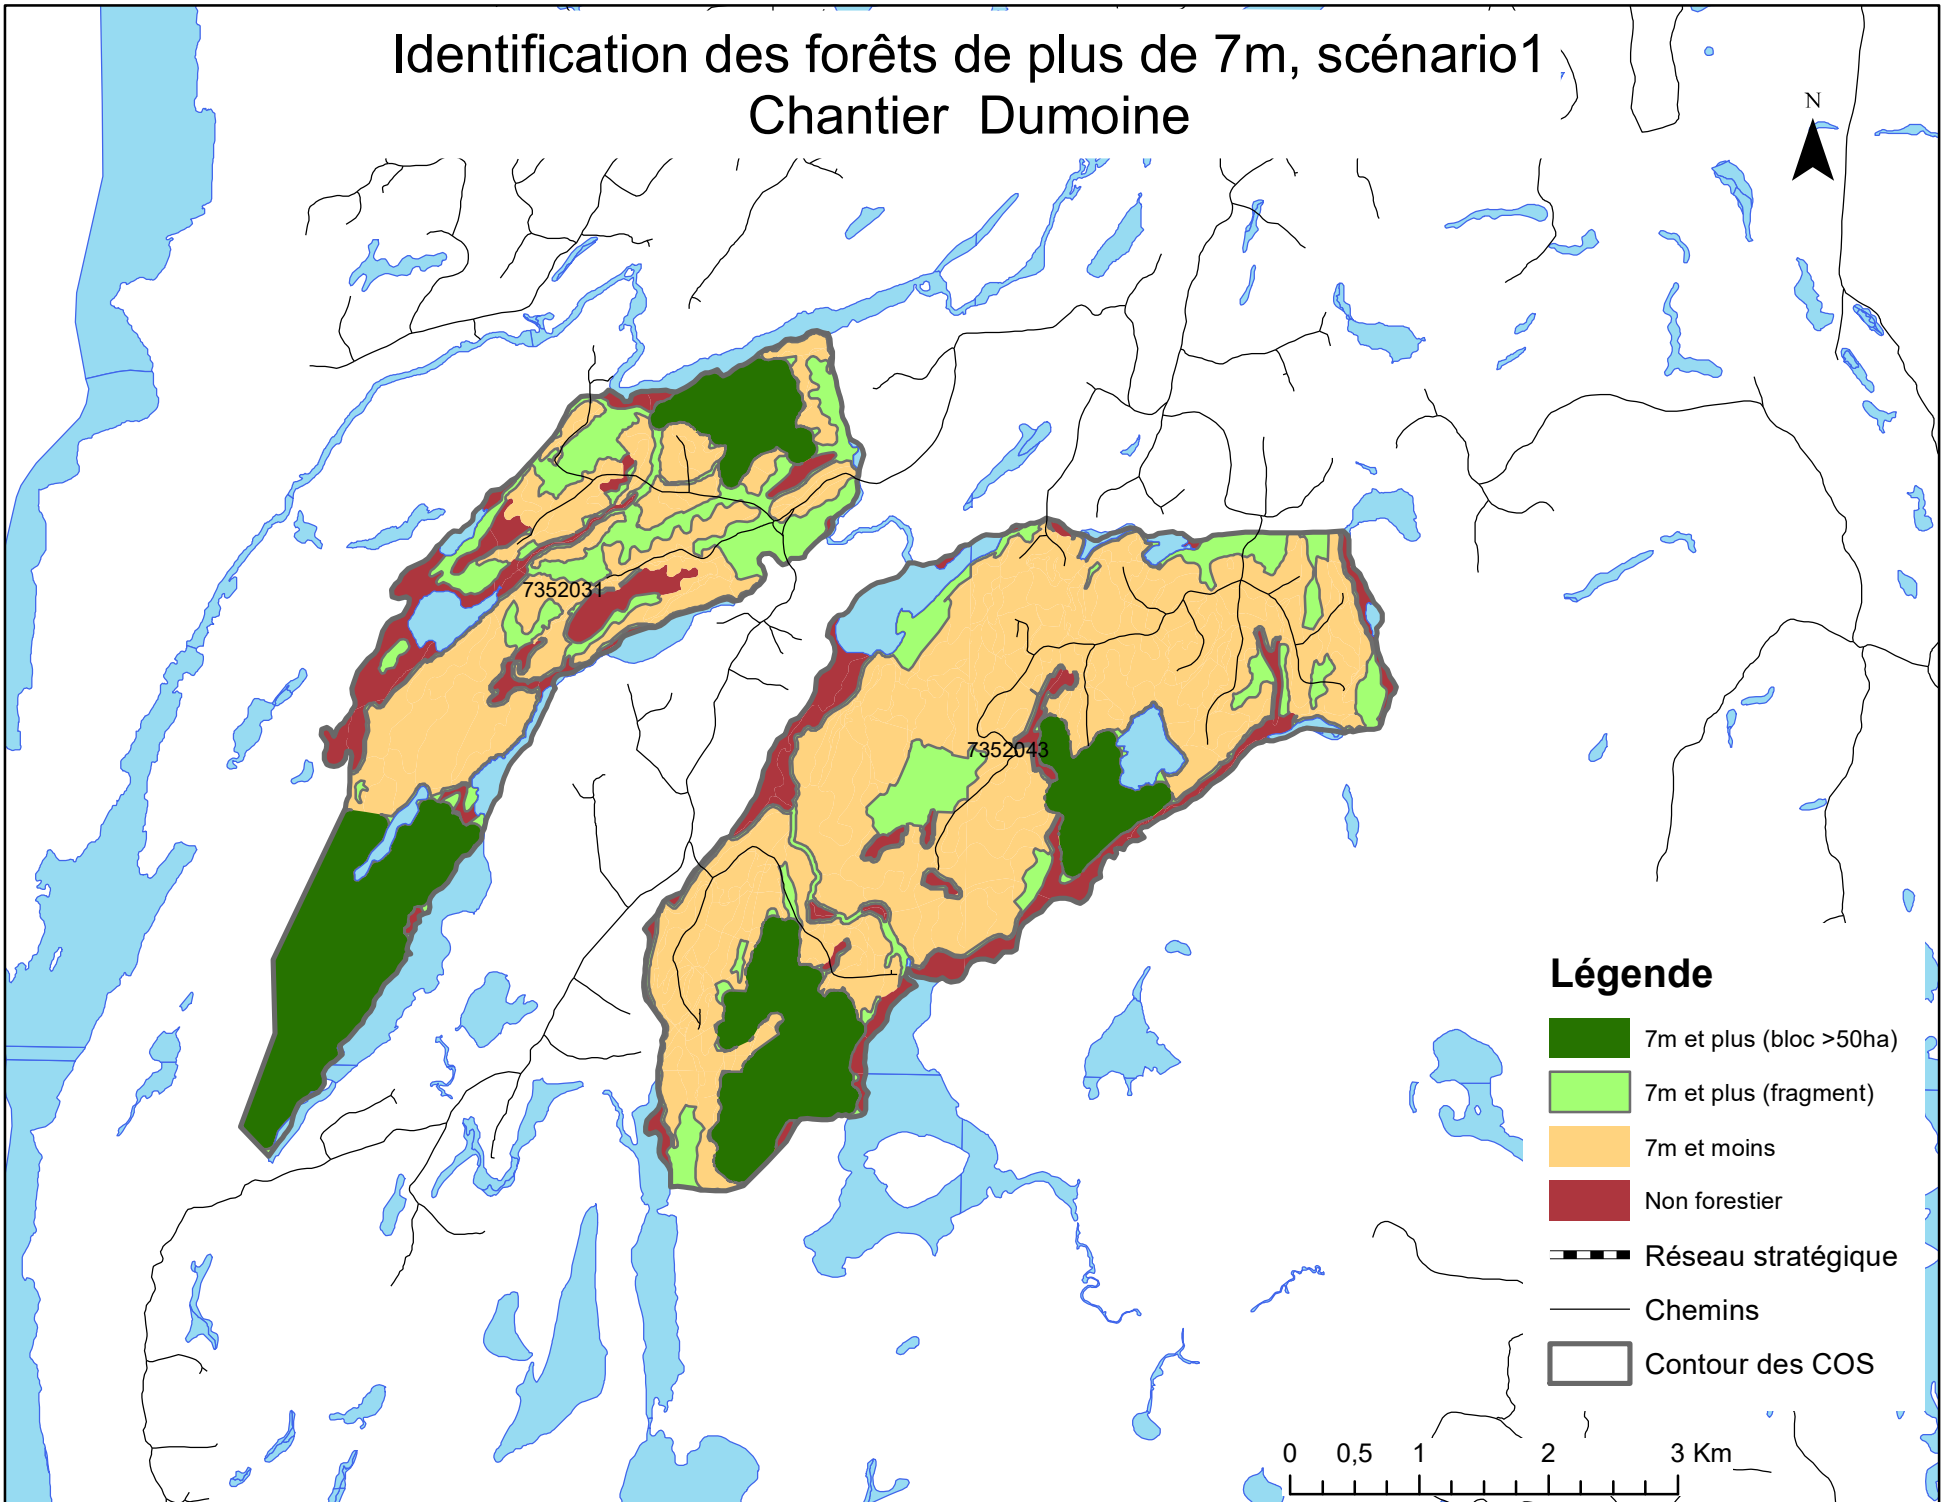 Identification des forêts de plus de 7m, scénario1
Chantier Dumoine
N
7352031
7352043
Légende
7m et plus (bloc >50ha)
7m et plus (fragment)
7m et moins
Non forestier
Réseau stratégique
Chemins
Contour des COS
0 0,5 1 2 3 Km